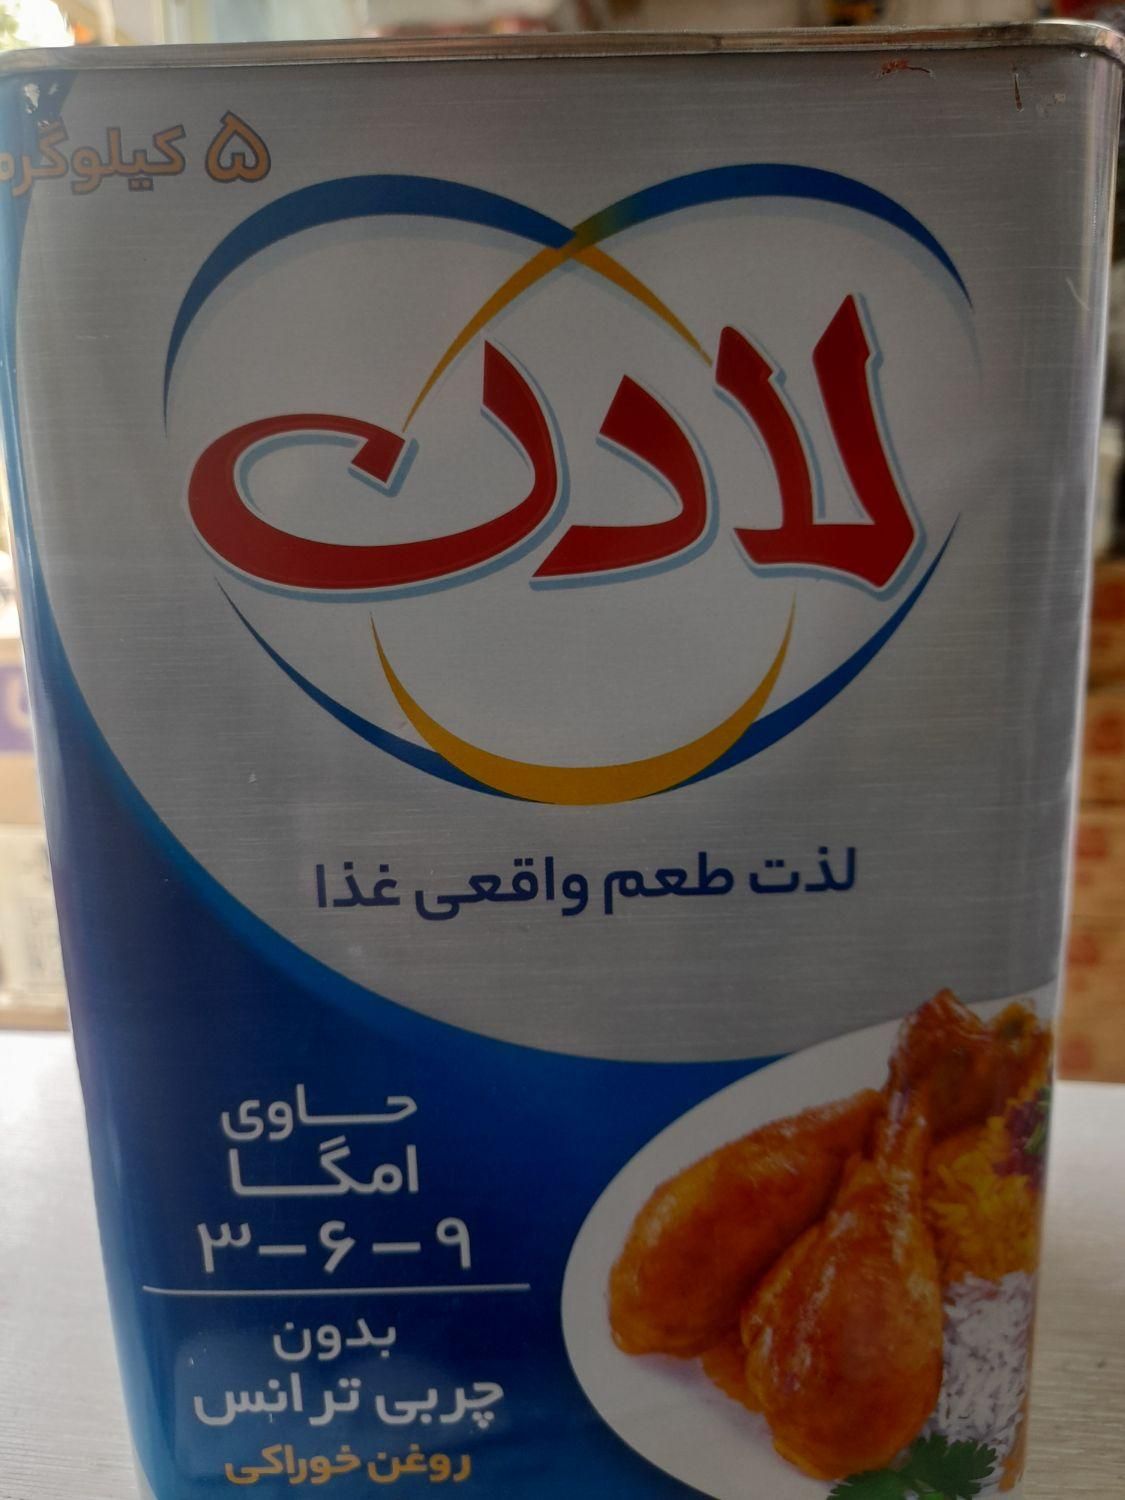 ۵ کیلوگرم
لادن
لذت طعم واقعی غذا
حاوی
امگا
۳-۶-۹
بدون
چربی ترانس
روغن خوراکی